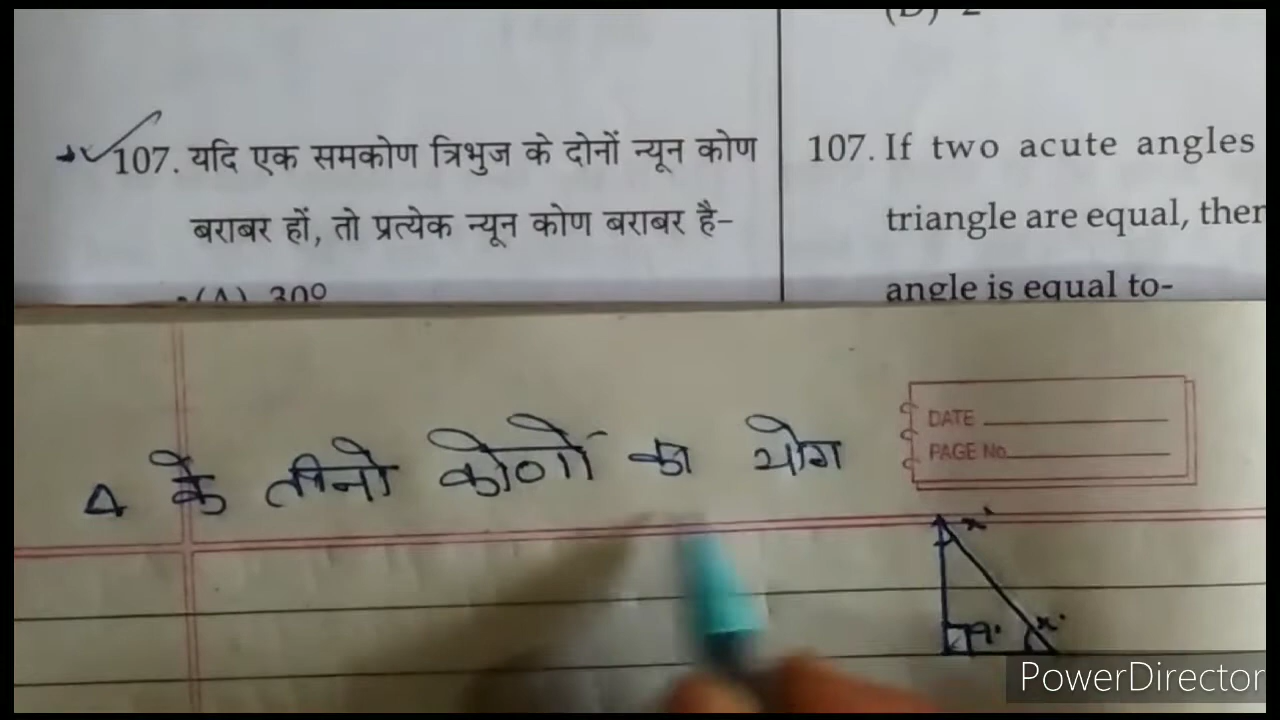 107. यदि एक समकोण त्रिभुज के दोनों न्यून कोण
बराबर हों, तो प्रत्येक न्यून कोण बराबर है-
(A) 30º
107. If two acute angles
triangle are equal, then
angle is equal to-
Δ के तीनो कोणों का योग
DATE
PAGE No.
x°
x°
PowerDirector